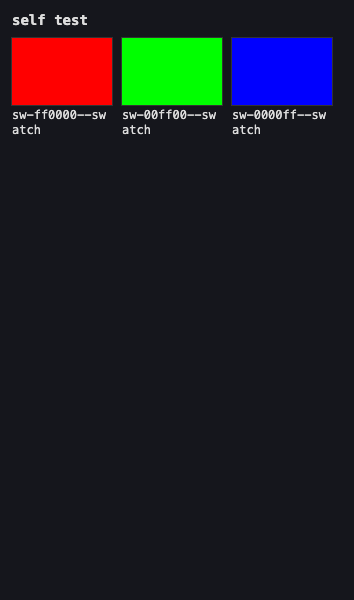 self test
sw-ff0000--sw
atch
sw-00ff00--sw
atch
sw-0000ff--sw
atch